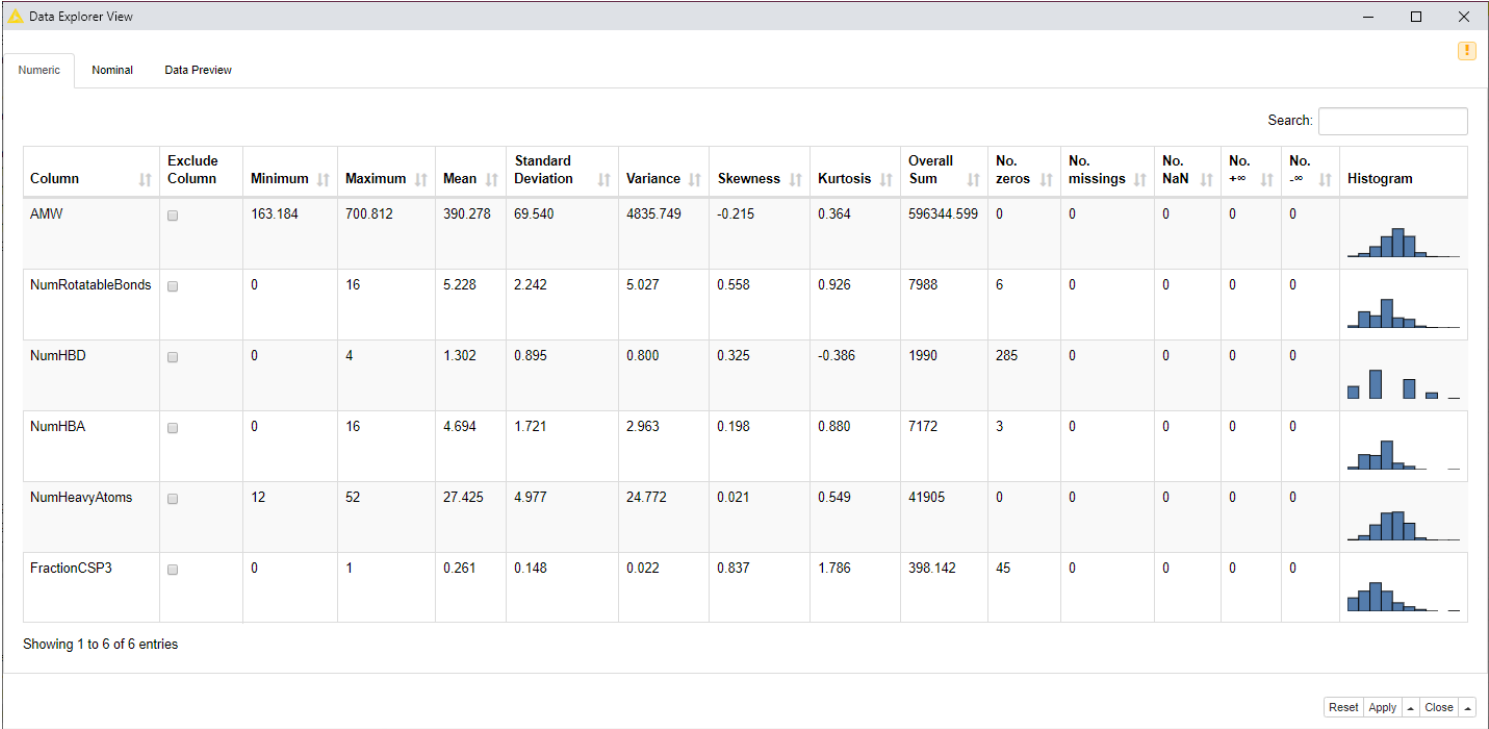 Data Explorer View
Numeric Nominal Data Preview
Search:
Column Exclude Column Minimum Maximum Mean Standard Deviation Variance Skewness Kurtosis Overall Sum No. zeros No. missings No. NaN No. +∞ No. -∞ Histogram
AMW 163.184 700.812 390.278 69.540 4835.749 -0.215 0.364 596344.599 0 0 0 0 0
NumRotatableBonds 0 16 5.228 2.242 5.027 0.558 0.926 7988 6 0 0 0 0
NumHBD 0 4 1.302 0.895 0.800 0.325 -0.386 1990 285 0 0 0 0
NumHBA 0 16 4.694 1.721 2.963 0.198 0.880 7172 3 0 0 0 0
NumHeavyAtoms 12 52 27.425 4.977 24.772 0.021 0.549 41905 0 0 0 0 0
FractionCSP3 0 1 0.261 0.148 0.022 0.837 1.786 398.142 45 0 0 0 0
Showing 1 to 6 of 6 entries
Reset Apply Close